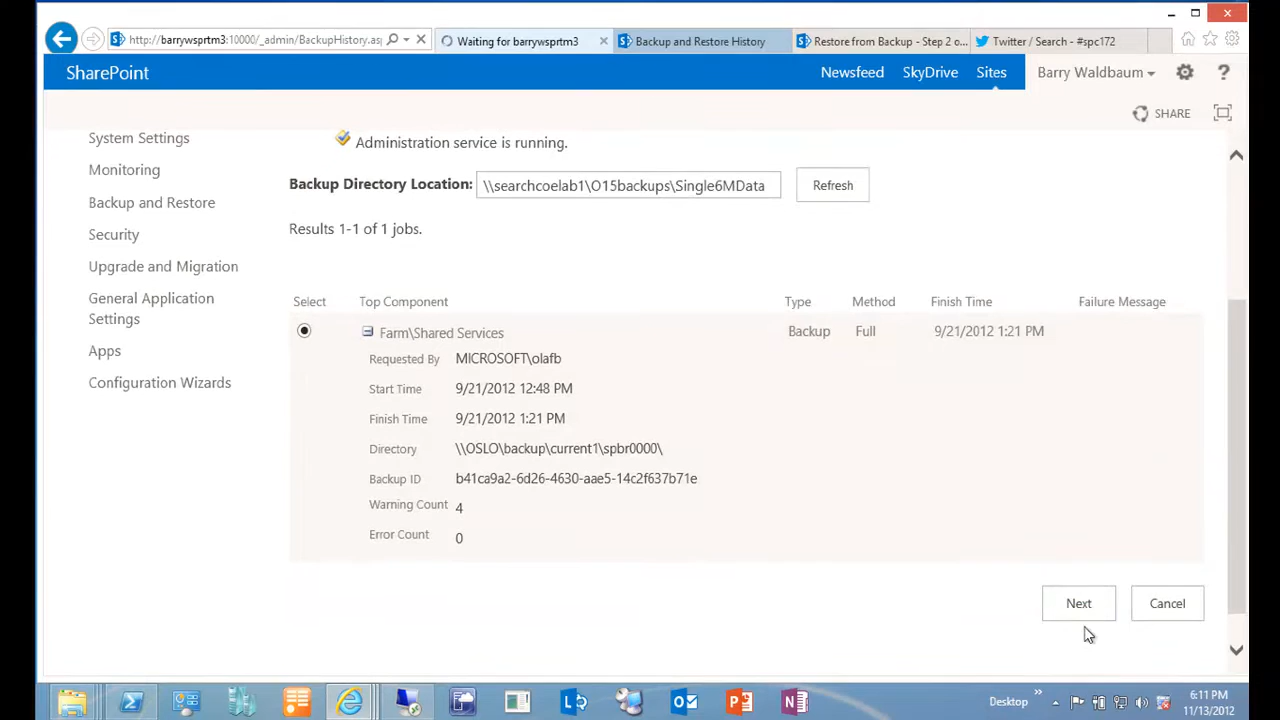 http://barrywsprtm3:10000/_admin/BackupHistory.asp
Waiting for barrywsprtm3
Backup and Restore History
Restore from Backup - Step 2 o...
Twitter / Search - #spc172
SharePoint
Newsfeed
SkyDrive
Sites
Barry Waldbaum
?
SHARE
System Settings
Monitoring
Backup and Restore
Security
Upgrade and Migration
General Application
Settings
Apps
Configuration Wizards
Administration service is running.
Backup Directory Location: \\searchcoelab1\O15backups\Single6MData Refresh
Results 1-1 of 1 jobs.
Select Top Component Type Method Finish Time Failure Message
Farm\Shared Services Backup Full 9/21/2012 1:21 PM
Requested By MICROSOFT\olafb
Start Time 9/21/2012 12:48 PM
Finish Time 9/21/2012 1:21 PM
Directory \\OSLO\backup\current1\spbr0000\
Backup ID b41ca9a2-6d26-4630-aae5-14c2f637b71e
Warning Count 4
Error Count 0
Next Cancel
Desktop
6:11 PM
11/13/2012